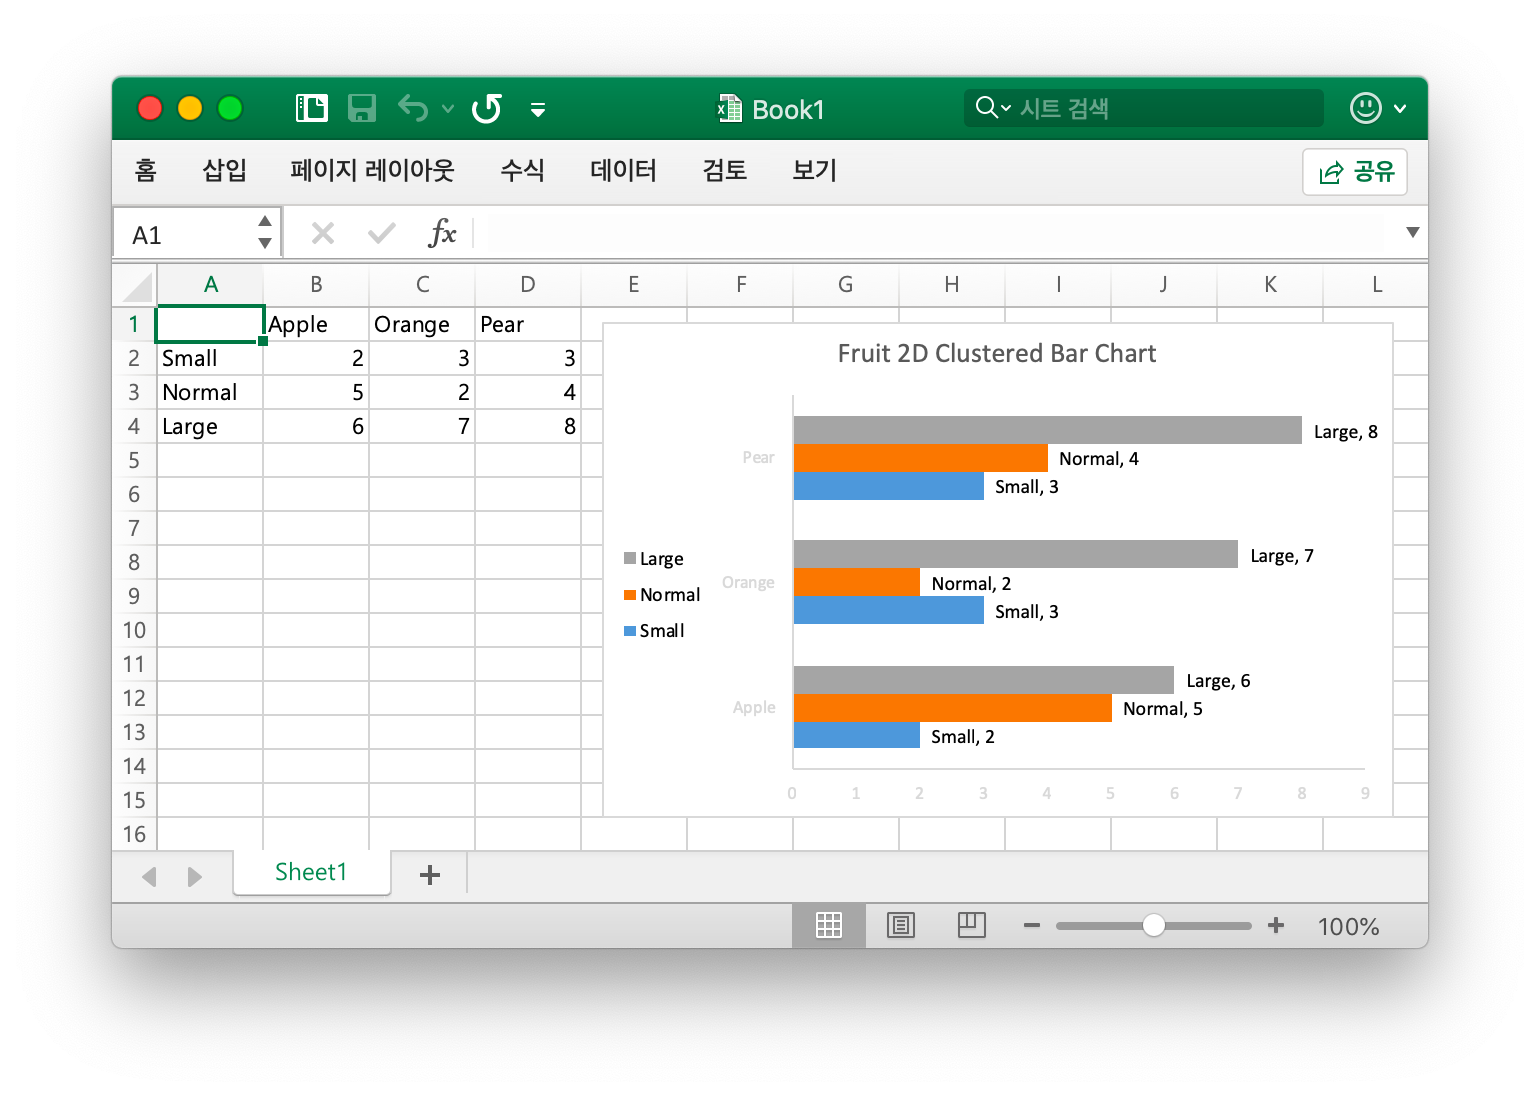 Book1
시트 검색
홈 삽입 페이지 레이아웃 수식 데이터 검토 보기 공유
A1 fx
A B C D E F G H I J K L
1 Apple Orange Pear
2 Small 2 3 3
3 Normal 5 2 4
4 Large 6 7 8
5
6
7
8
9
10
11
12
13
14
15
16
Fruit 2D Clustered Bar Chart
Large, 8
Pear
Normal, 4
Small, 3
Large
Normal
Small
Large, 7
Orange
Normal, 2
Small, 3
Large, 6
Apple
Normal, 5
Small, 2
0 1 2 3 4 5 6 7 8 9
Sheet1
100%